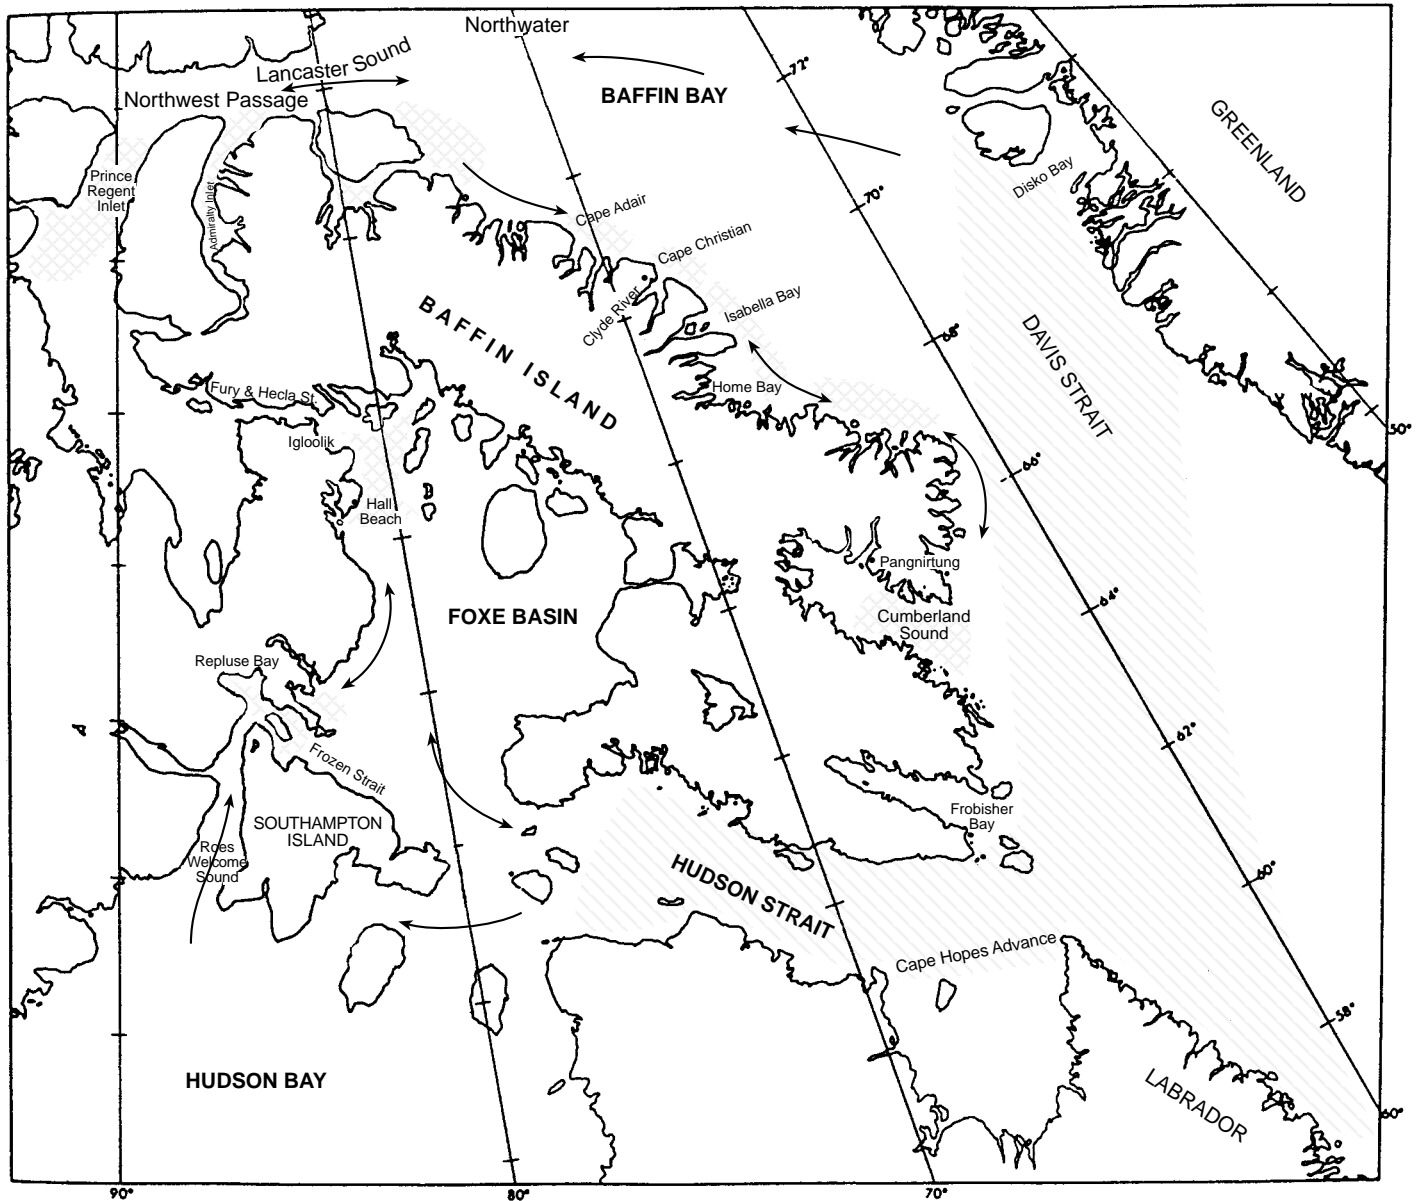 Northwater
Lancaster Sound
Northwest Passage
BAFFIN BAY
72°
GREENLAND
Prince
Regent
Inlet
Admiralty Inlet
Disko Bay
70°
Cape Adair
Cape Christian
Clyde River
Isabella Bay
BAFFIN ISLAND
68°
DAVIS STRAIT
Fury & Hecla St.
Home Bay
50°
Igloolik
66°
Hall
Beach
Pangnirtung
64°
FOXE BASIN
Cumberland
Sound
Repluse Bay
62°
Frozen Strait
SOUTHAMPTON
ISLAND
Frobisher
Bay
Roes
Welcome
Sound
HUDSON STRAIT
60°
Cape Hopes Advance
58°
HUDSON BAY
LABRADOR
60°
90°
80°
70°